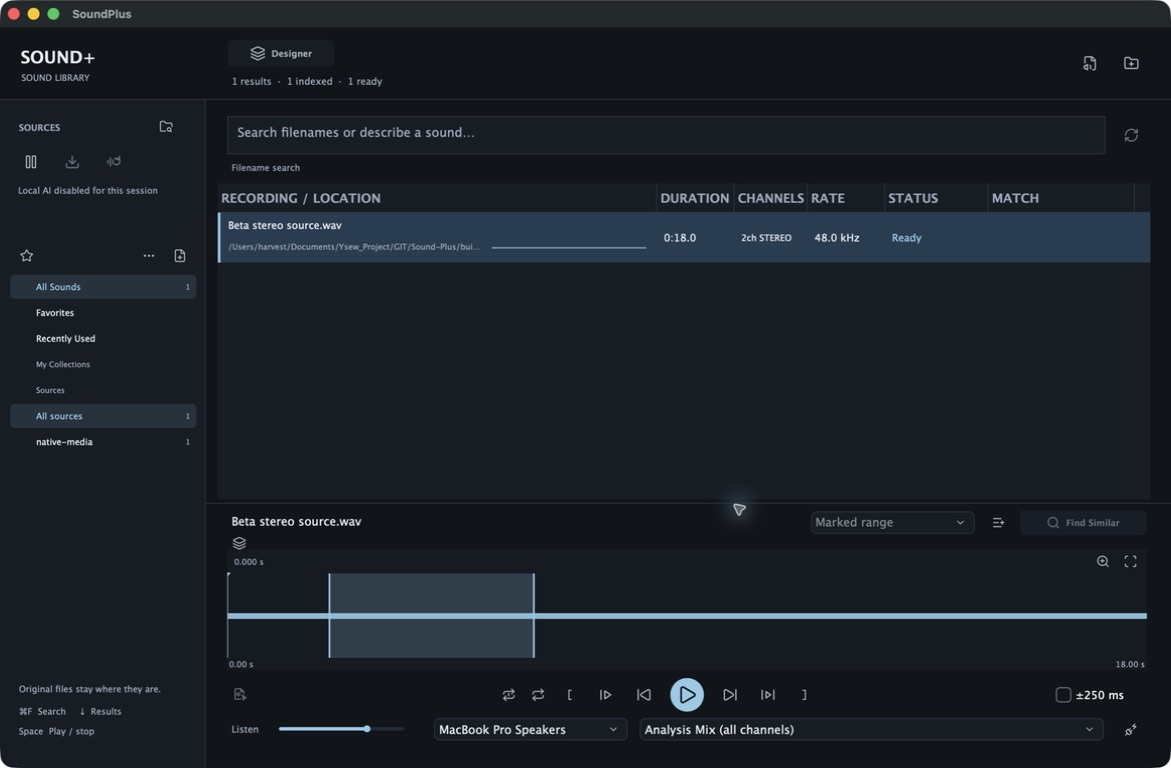 SoundPlus
SOUND+
SOUND LIBRARY
Designer
1 results · 1 indexed · 1 ready
SOURCES
Local AI disabled for this session
All Sounds 1
Favorites
Recently Used
My Collections
Sources
All sources 1
native-media 1
Original files stay where they are.
⌘F Search ↓ Results
Space Play / stop
Search filenames or describe a sound...
Filename search
RECORDING / LOCATION DURATION CHANNELS RATE STATUS MATCH
Beta stereo source.wav
/Users/harvest/Documents/Ysew_Project/GIT/Sound-Plus/bui... 0:18.0 2ch STEREO 48.0 kHz Ready
Beta stereo source.wav
Marked range
Find Similar
0.000 s
0.00 s 18.00 s
[ ] ±250 ms
Listen MacBook Pro Speakers Analysis Mix (all channels)